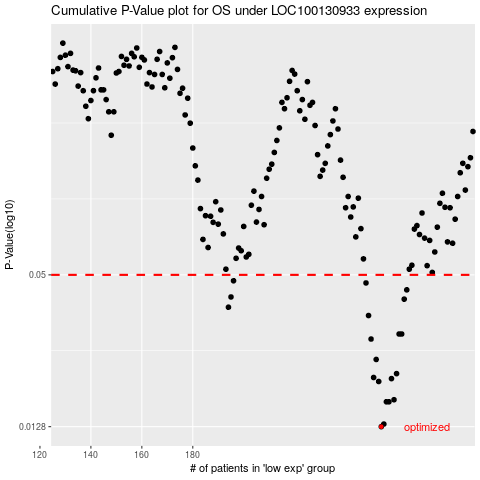 Cumulative P-Value plot for OS under LOC100130933 expression
P-Value(log10)
0.05
0.0128
optimized
120
140
160
180
# of patients in 'low exp' group